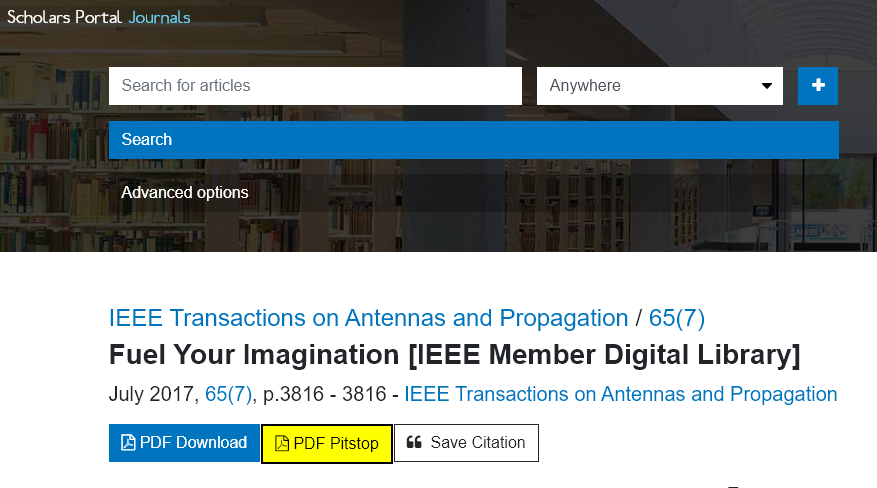 Scholars Portal Journals
Search for articles
Anywhere
Search
Advanced options
IEEE Transactions on Antennas and Propagation / 65(7)
Fuel Your Imagination [IEEE Member Digital Library]
July 2017, 65(7), p.3816 - 3816 - IEEE Transactions on Antennas and Propagation
PDF Download PDF Pitstop Save Citation